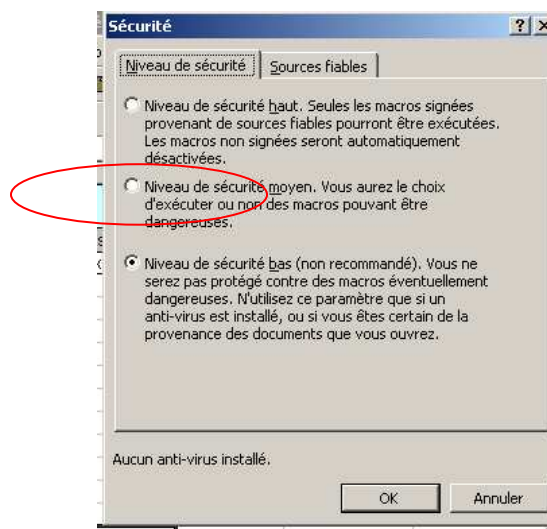 Sécurité
Niveau de sécurité
Sources fiables
Niveau de sécurité haut. Seules les macros signées
provenant de sources fiables pourront être exécutées.
Les macros non signées seront automatiquement
désactivées.
Niveau de sécurité moyen. Vous aurez le choix
d'exécuter ou non des macros pouvant être
dangereuses.
Niveau de sécurité bas (non recommandé). Vous ne
serez pas protégé contre des macros éventuellement
dangereuses. N'utilisez ce paramètre que si un
anti-virus est installé, ou si vous êtes certain de la
provenance des documents que vous ouvrez.
Aucun anti-virus installé.
OK
Annuler